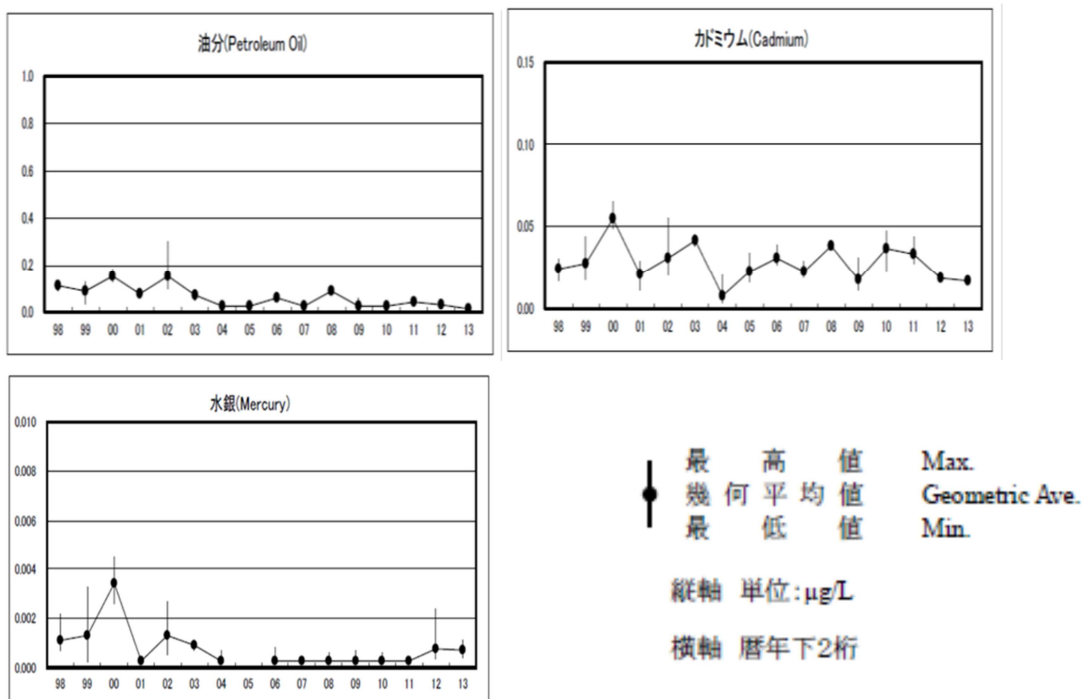 油分(Petroleum Oil)
1.0
0.8
0.6
0.4
0.2
0.0
98 99 00 01 02 03 04 05 06 07 08 09 10 11 12 13
カドミウム(Cadmium)
0.15
0.10
0.05
0.00
98 99 00 01 02 03 04 05 06 07 08 09 10 11 12 13
水銀(Mercury)
0.010
0.008
0.006
0.004
0.002
0.000
98 99 00 01 02 03 04 05 06 07 08 09 10 11 12 13
最 高 値 Max.
幾 何 平 均 値 Geometric Ave.
最 低 値 Min.
縦軸 単位:μg/L
横軸 暦年下2桁